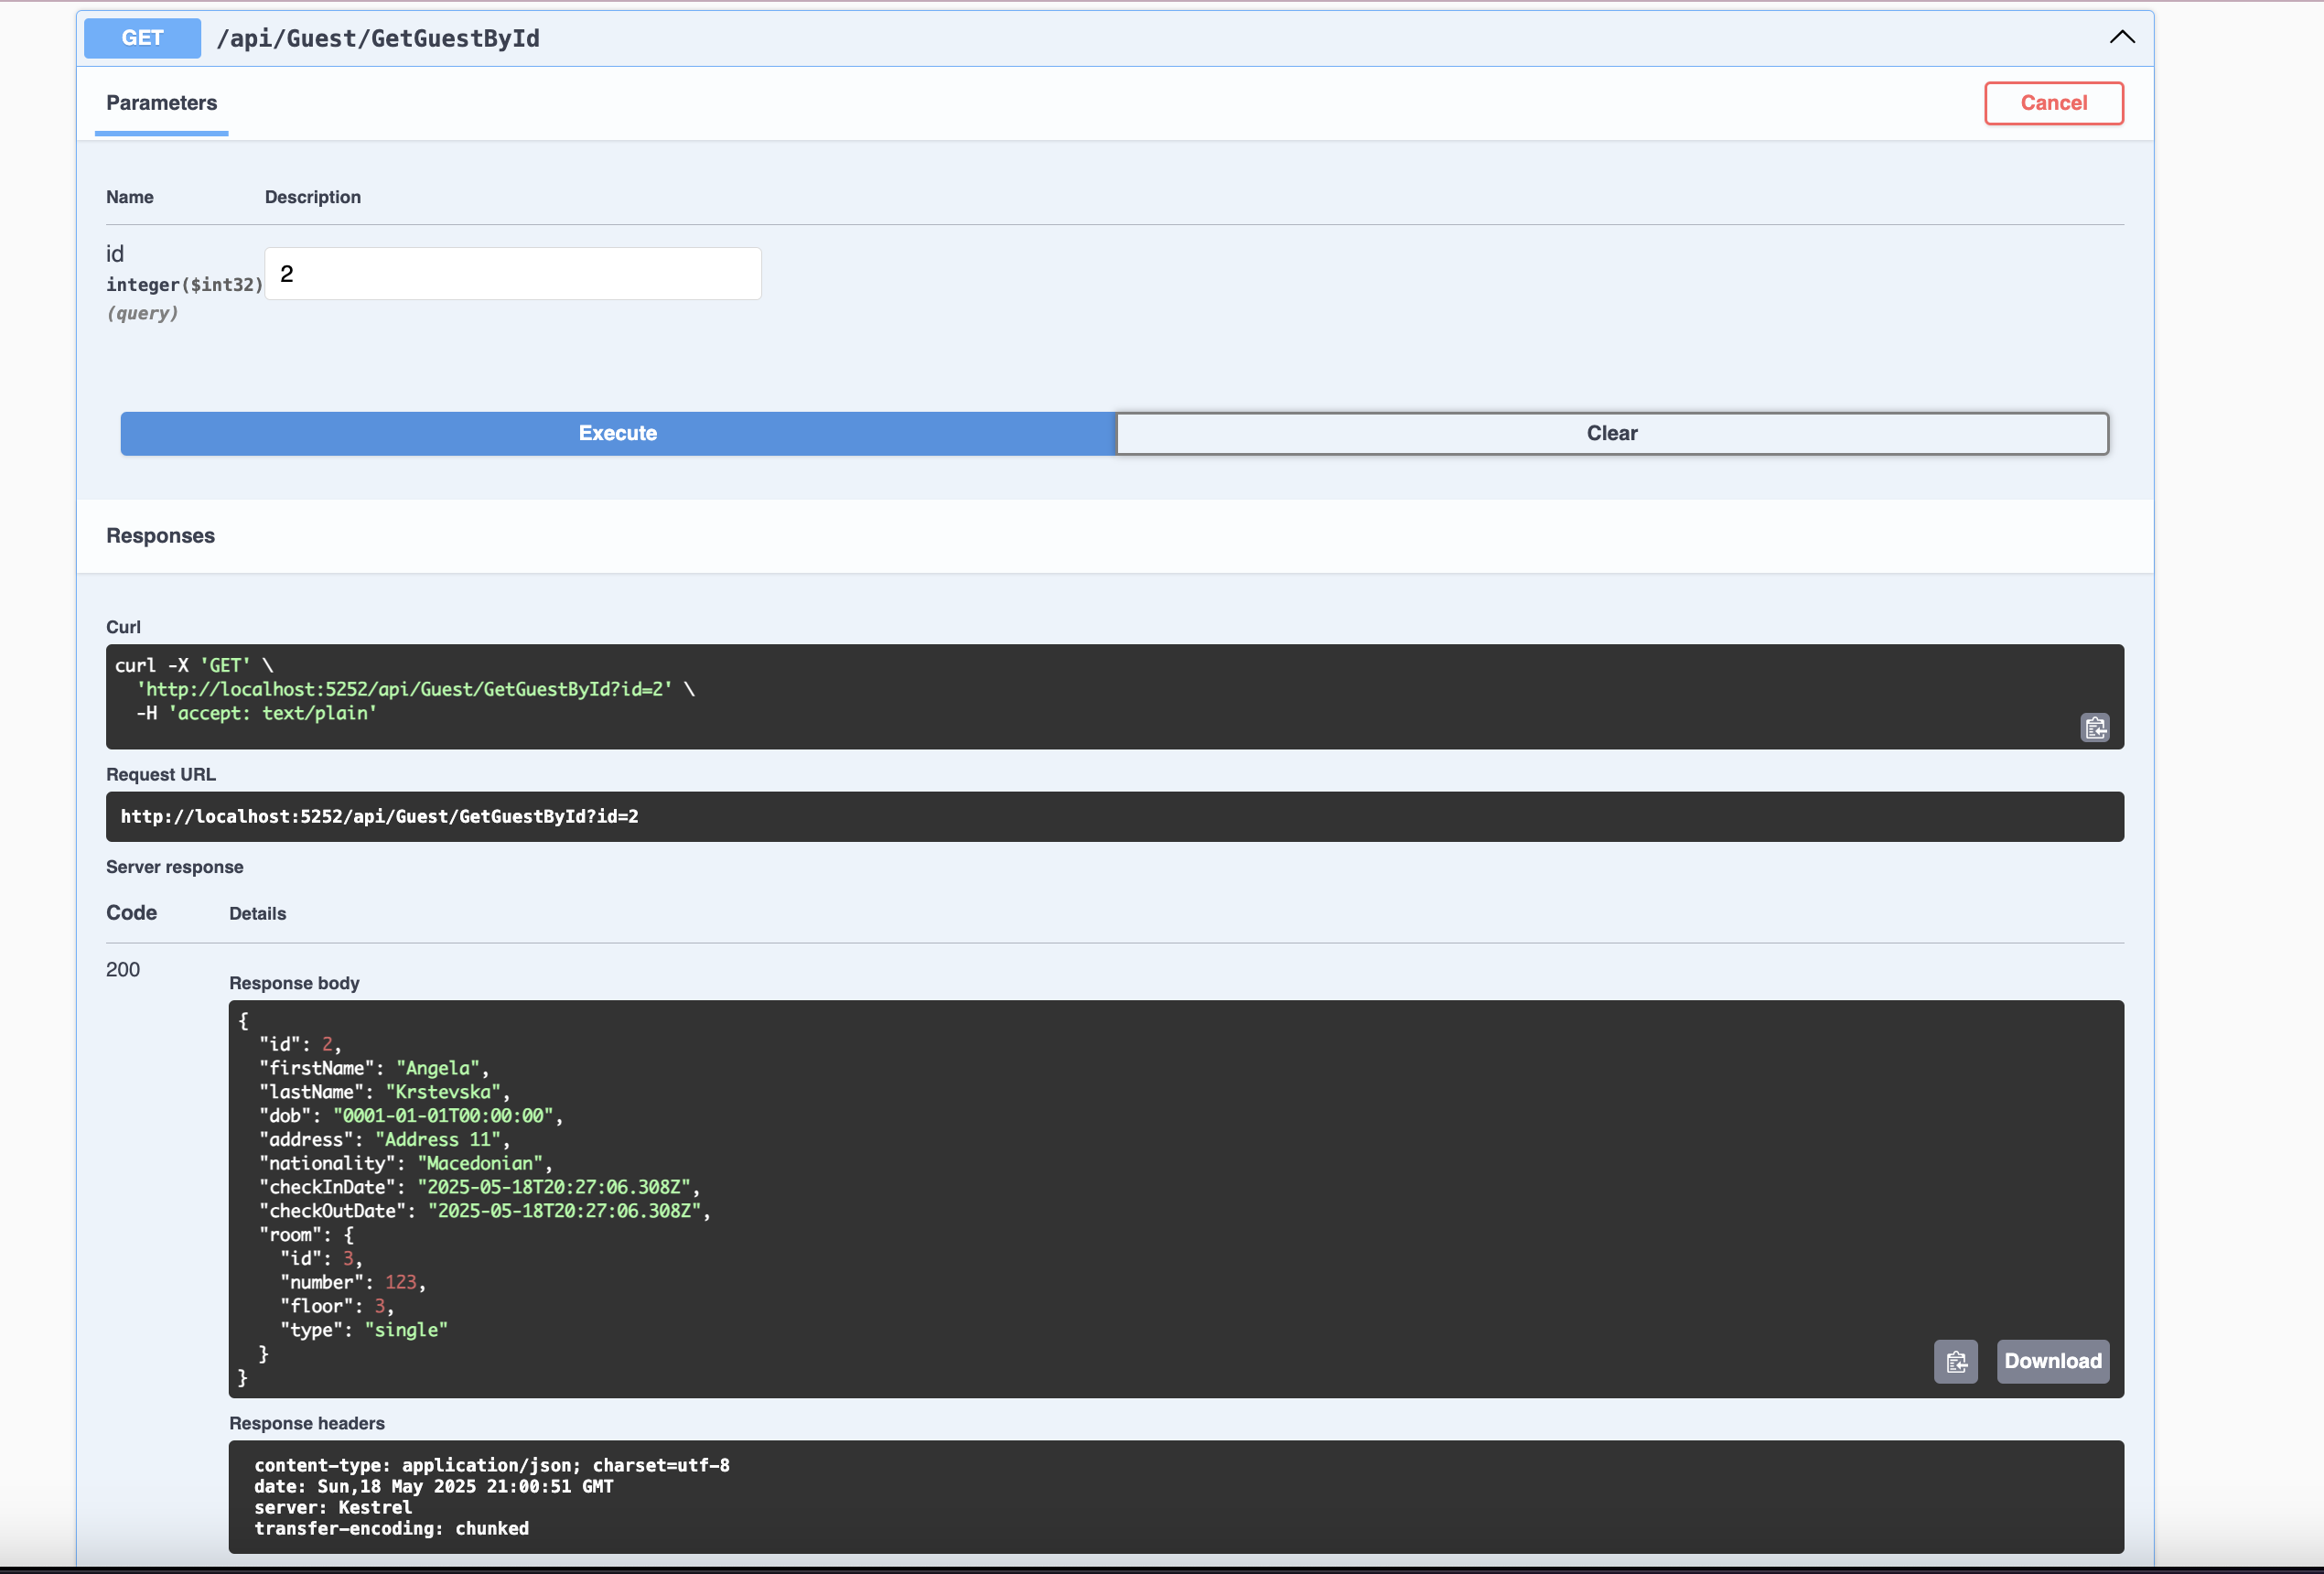 GET /api/Guest/GetGuestById
Parameters
Cancel
Name Description
id
integer($int32)
(query)
2
Execute
Clear
Responses
Curl
curl -X 'GET' \
'http://localhost:5252/api/Guest/GetGuestById?id=2' \
-H 'accept: text/plain'
Request URL
http://localhost:5252/api/Guest/GetGuestById?id=2
Server response
Code Details
200
Response body
{
"id": 2,
"firstName": "Angela",
"lastName": "Krstevska",
"dob": "0001-01-01T00:00:00",
"address": "Address 11",
"nationality": "Macedonian",
"checkInDate": "2025-05-18T20:27:06.308Z",
"checkOutDate": "2025-05-18T20:27:06.308Z",
"room": {
"id": 3,
"number": 123,
"floor": 3,
"type": "single"
}
}
Download
Response headers
content-type: application/json; charset=utf-8
date: Sun,18 May 2025 21:00:51 GMT
server: Kestrel
transfer-encoding: chunked